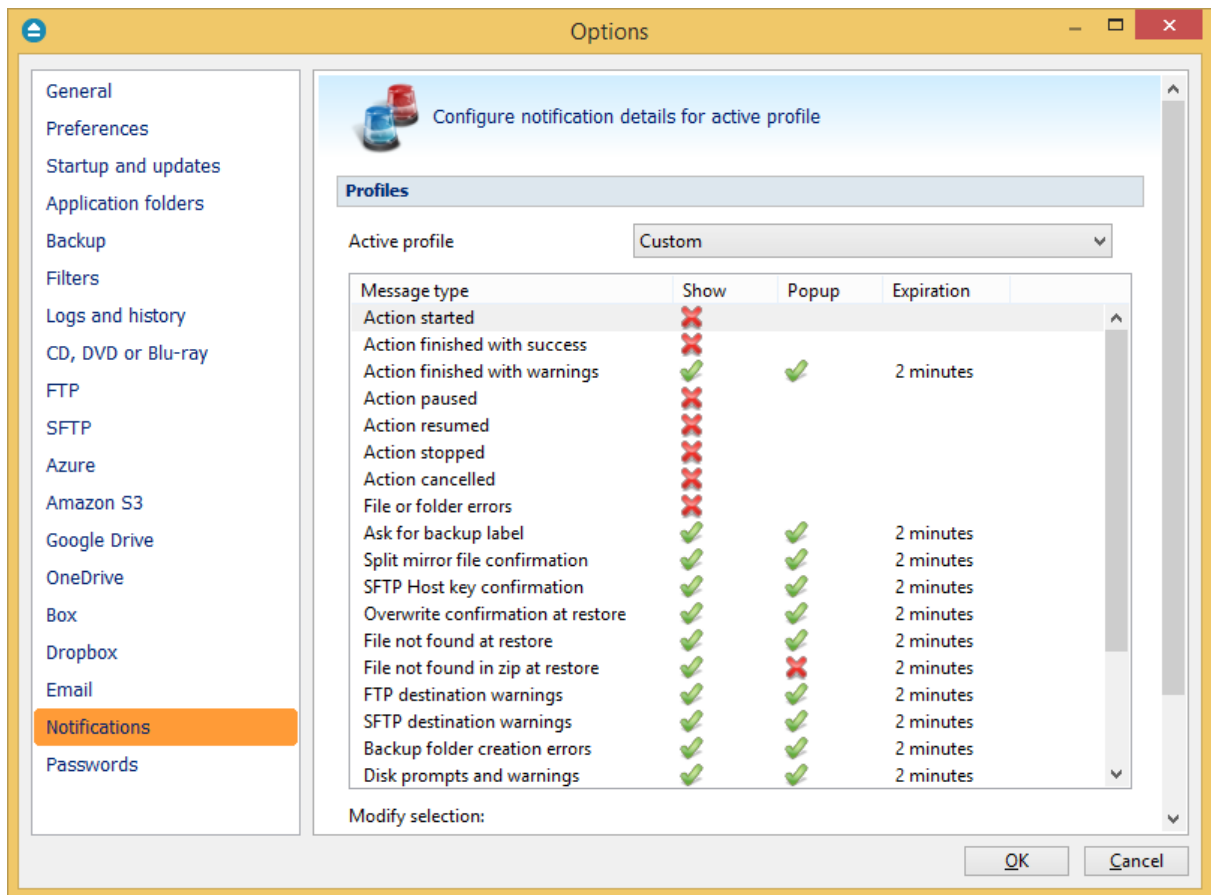 Options
General
Preferences
Startup and updates
Application folders
Backup
Filters
Logs and history
CD, DVD or Blu-ray
FTP
SFTP
Azure
Amazon S3
Google Drive
OneDrive
Box
Dropbox
Email
Notifications
Passwords
Configure notification details for active profile
Profiles
Active profile Custom
Message type Show Popup Expiration
Action started
Action finished with success
Action finished with warnings 2 minutes
Action paused
Action resumed
Action stopped
Action cancelled
File or folder errors
Ask for backup label 2 minutes
Split mirror file confirmation 2 minutes
SFTP Host key confirmation 2 minutes
Overwrite confirmation at restore 2 minutes
File not found at restore 2 minutes
File not found in zip at restore 2 minutes
FTP destination warnings 2 minutes
SFTP destination warnings 2 minutes
Backup folder creation errors 2 minutes
Disk prompts and warnings 2 minutes
Modify selection:
OK Cancel